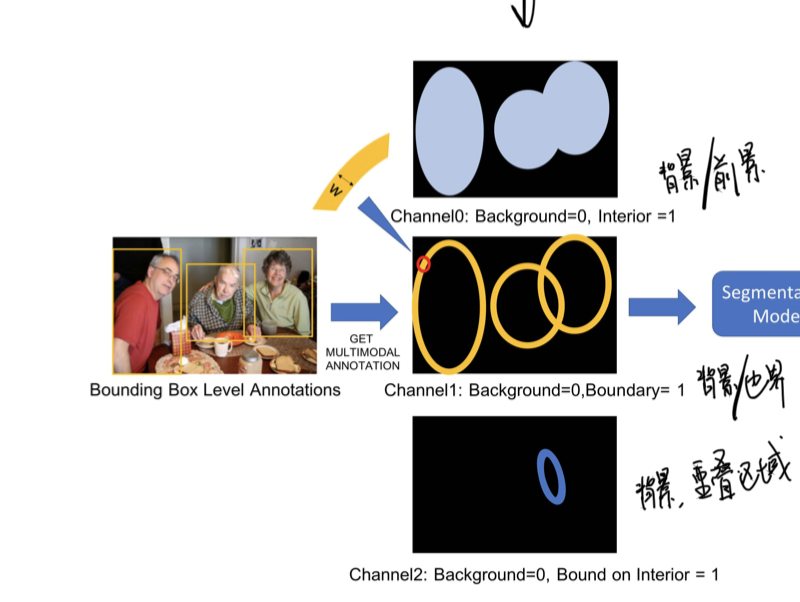 背景/前景
W
Channel0: Background=0, Interior =1
Segmenta
Mode
GET
MULTIMODAL
ANNOTATION
Bounding Box Level Annotations
Channel1: Background=0,Boundary= 1
背景/边界
背景, 重叠区域
Channel2: Background=0, Bound on Interior = 1